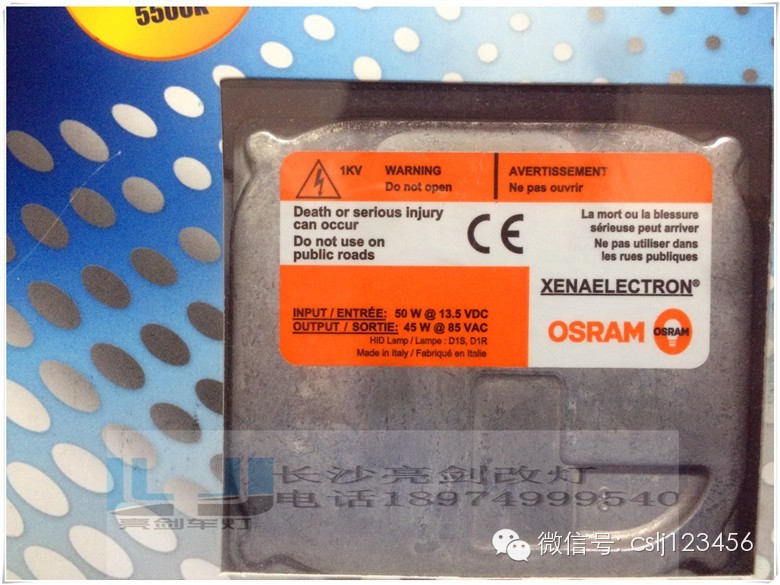 5500K
1KV WARNING AVERTISSEMENT
Do not open Ne pas ouvrir
Death or serious injury
can occur
Do not use on
public roads
CE
La mort ou la blessure
sérieuse peut arriver
Ne pas utiliser dans
les rues publiques
XENAELECTRON®
INPUT / ENTRÉE: 50 W @ 13.5 VDC
OUTPUT / SORTIE: 45 W @ 85 VAC
HID Lamp / Lampe : D1S, D1R
Made in Italy / Fabriqué en Italie
OSRAM OSRAM
LJ 长沙亮剑改灯
亮剑车灯 电话18974999540
微信号: cslj123456